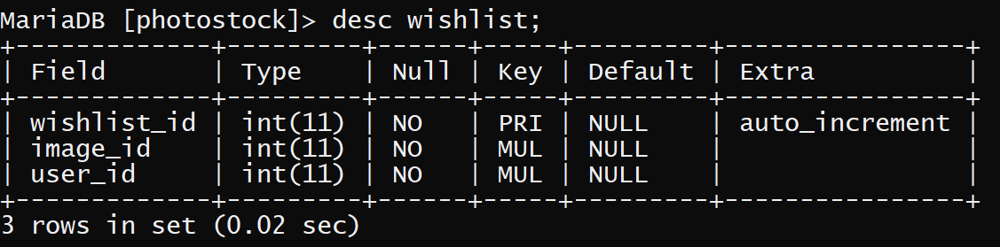 MariaDB [photostock]> desc wishlist;
+-------------+---------+------+-----+---------+----------------+
| Field       | Type    | Null | Key | Default | Extra          |
+-------------+---------+------+-----+---------+----------------+
| wishlist_id | int(11) | NO   | PRI | NULL    | auto_increment |
| image_id    | int(11) | NO   | MUL | NULL    |                |
| user_id     | int(11) | NO   | MUL | NULL    |                |
+-------------+---------+------+-----+---------+----------------+
3 rows in set (0.02 sec)